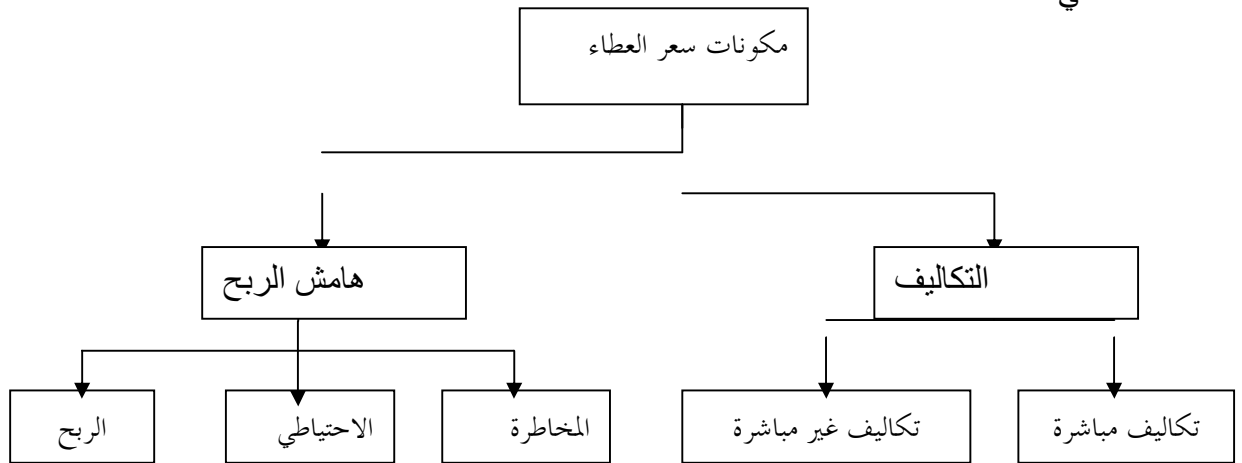 ي
مكونات سعر العطاء
التكاليف
هامش الربح
تكاليف مباشرة
تكاليف غير مباشرة
المخاطرة
الاحتياطي
الربح